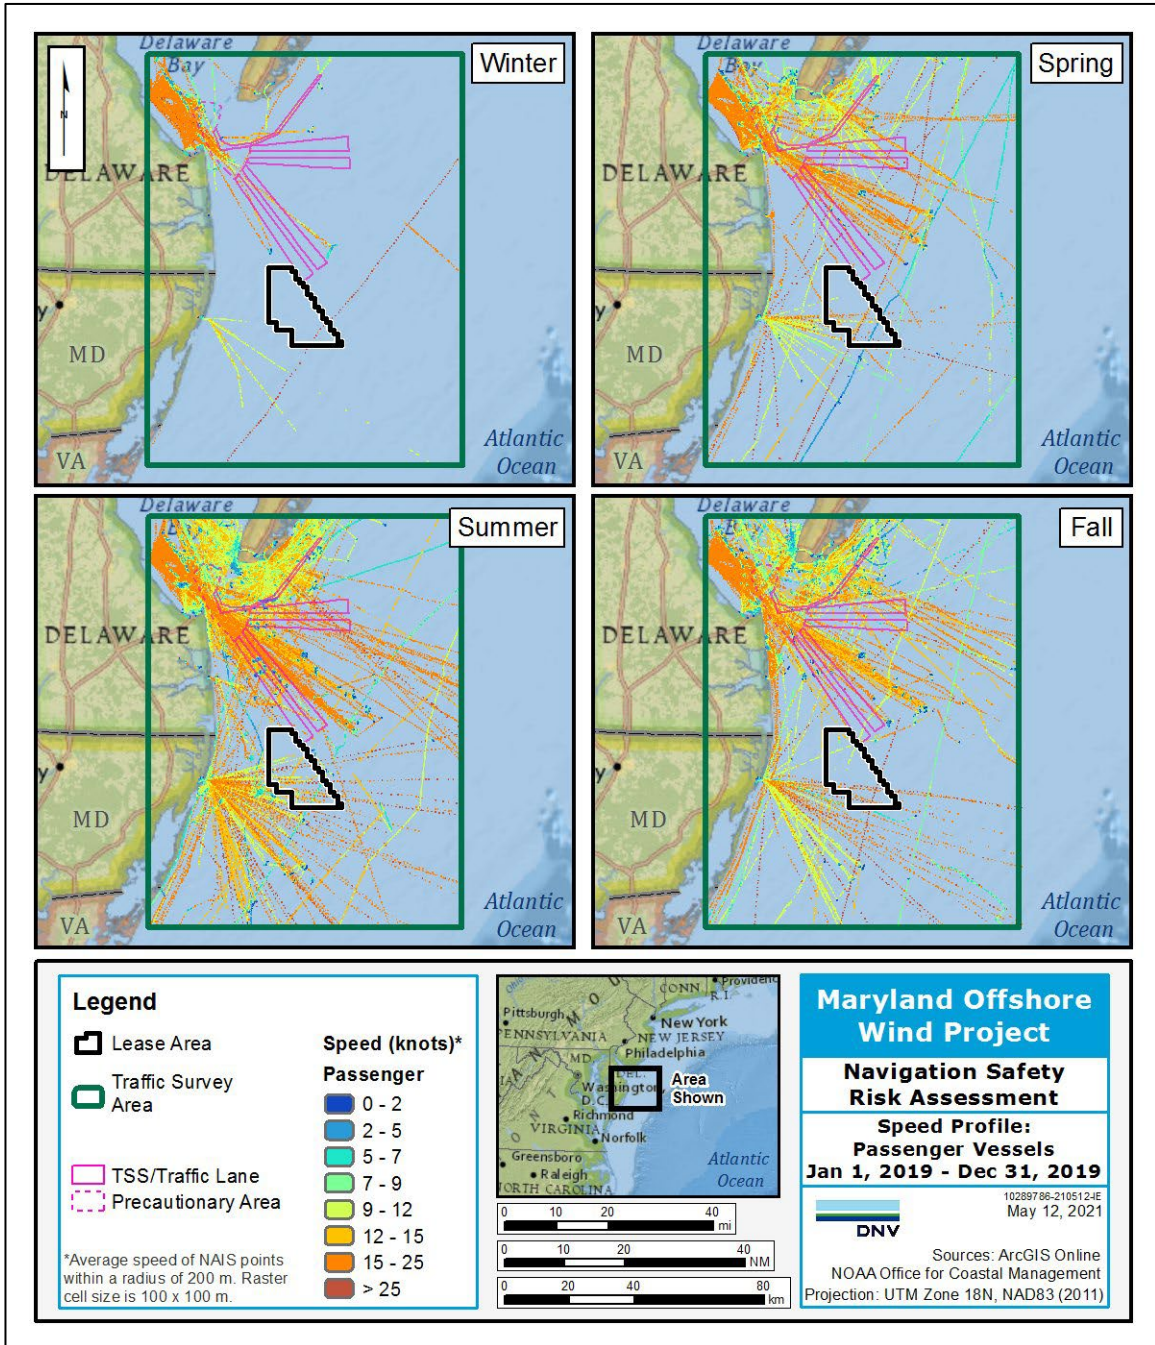 Delaware
Bay
Winter
N
DELAWARE
y
MD
VA
Atlantic
Ocean
Delaware
Bay
Spring
DELAWARE
y
MD
VA
Atlantic
Ocean
Delaware
Summer
DELAWARE
y
MD
VA
Atlantic
Ocean
Delaware
Fall
DELAWARE
y
MD
VA
Atlantic
Ocean
Legend
Lease Area
Traffic Survey
Area
TSS/Traffic Lane
Precautionary Area
*Average speed of NAIS points
within a radius of 200 m. Raster
cell size is 100 x 100 m.
Speed (knots)*
Passenger
0 - 2
2 - 5
5 - 7
7 - 9
9 - 12
12 - 15
15 - 25
> 25
CONN
R.I.
Pittsburgh
New York
NEW JERSEY
Philadelphia
MD.
DEL.
Washington,
D.C.
Area
Shown
Richmond
VIRGINIA
Norfolk
Greensboro
Raleigh
Atlantic
Ocean
0 10 20 40
mi
0 10 20 40
NM
0 20 40 80
km
Maryland Offshore
Wind Project
Navigation Safety
Risk Assessment
Speed Profile:
Passenger Vessels
Jan 1, 2019 - Dec 31, 2019
10289786-210512-IE
May 12, 2021
DNV
Sources: ArcGIS Online
NOAA Office for Coastal Management
Projection: UTM Zone 18N, NAD83 (2011)